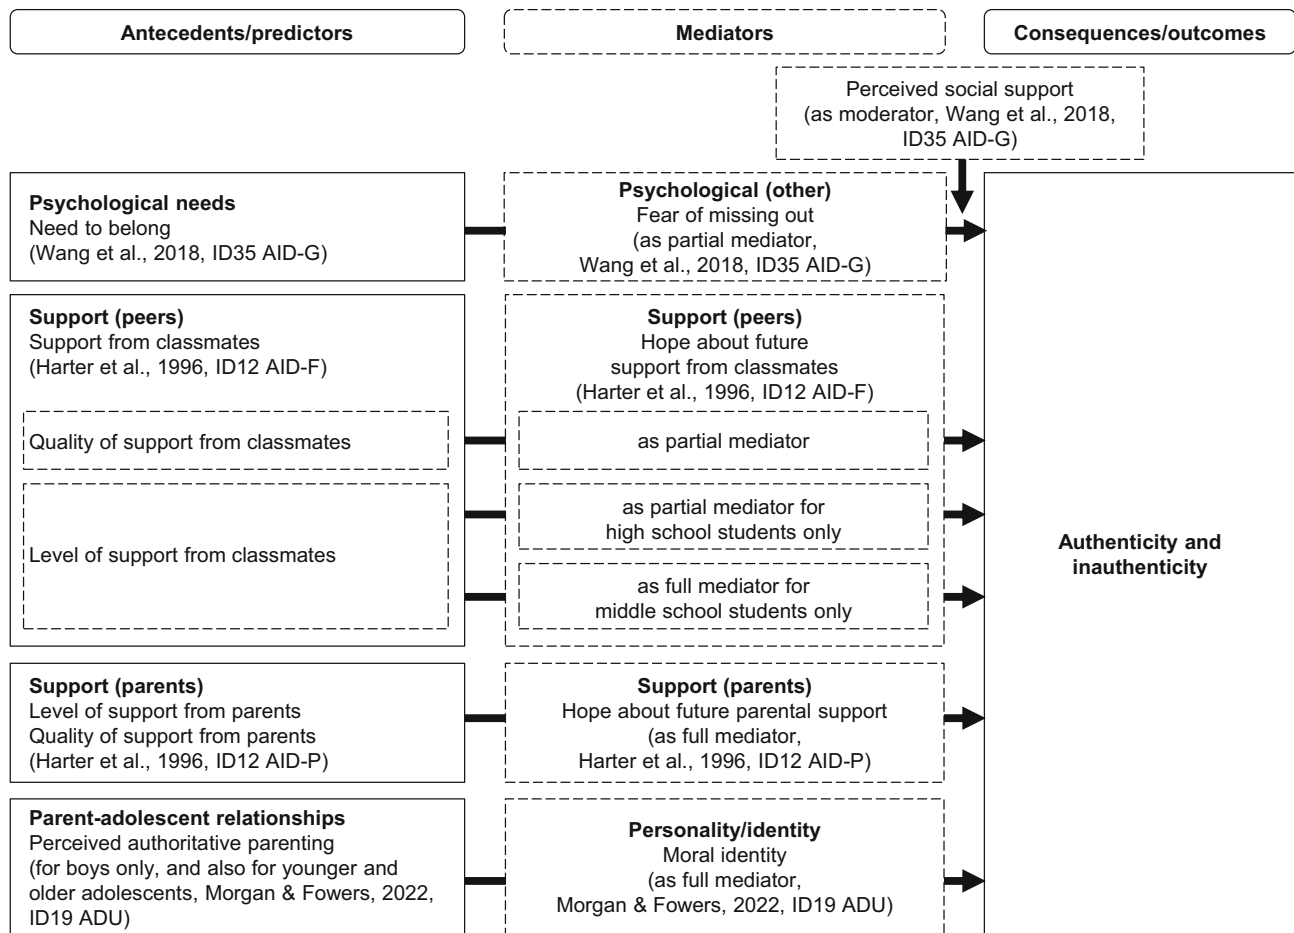 Antecedents/predictors
Mediators
Consequences/outcomes
Perceived social support
(as moderator, Wang et al., 2018,
ID35 AID-G)
Psychological needs
Need to belong
(Wang et al., 2018, ID35 AID-G)
Psychological (other)
Fear of missing out
(as partial mediator,
Wang et al., 2018, ID35 AID-G)
Support (peers)
Support from classmates
(Harter et al., 1996, ID12 AID-F)
Support (peers)
Hope about future
support from classmates
(Harter et al., 1996, ID12 AID-F)
Quality of support from classmates
as partial mediator
Level of support from classmates
as partial mediator for
high school students only
as full mediator for
middle school students only
Authenticity and
inauthenticity
Support (parents)
Level of support from parents
Quality of support from parents
(Harter et al., 1996, ID12 AID-P)
Support (parents)
Hope about future parental support
(as full mediator,
Harter et al., 1996, ID12 AID-P)
Parent-adolescent relationships
Perceived authoritative parenting
(for boys only, and also for younger and
older adolescents, Morgan & Fowers, 2022,
ID19 ADU)
Personality/identity
Moral identity
(as full mediator,
Morgan & Fowers, 2022, ID19 ADU)